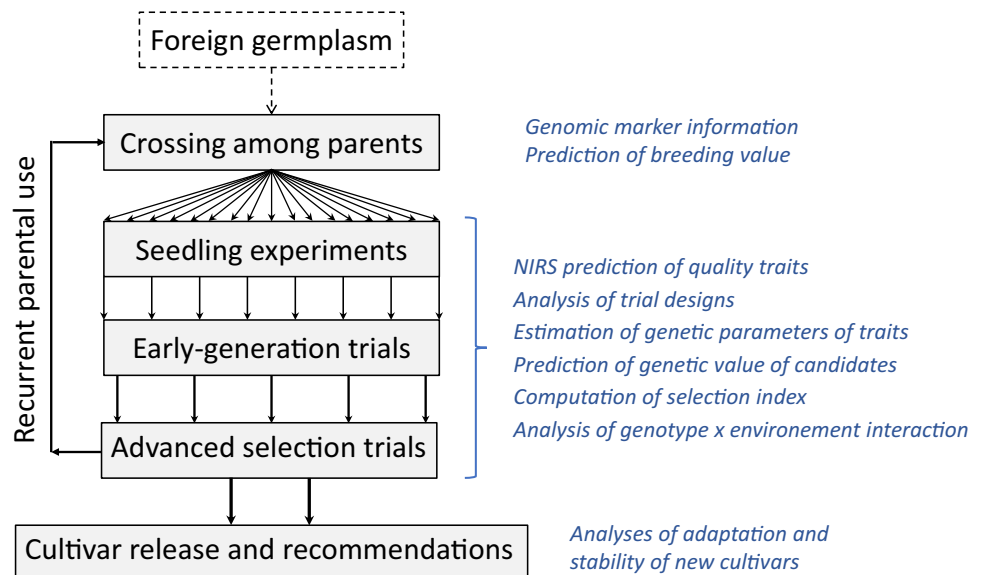 Foreign germplasm
Crossing among parents
Genomic marker information
Prediction of breeding value
Recurrent parental use
Seedling experiments
Early-generation trials
Advanced selection trials
NIRS prediction of quality traits
Analysis of trial designs
Estimation of genetic parameters of traits
Prediction of genetic value of candidates
Computation of selection index
Analysis of genotype x environement interaction
Cultivar release and recommendations
Analyses of adaptation and
stability of new cultivars